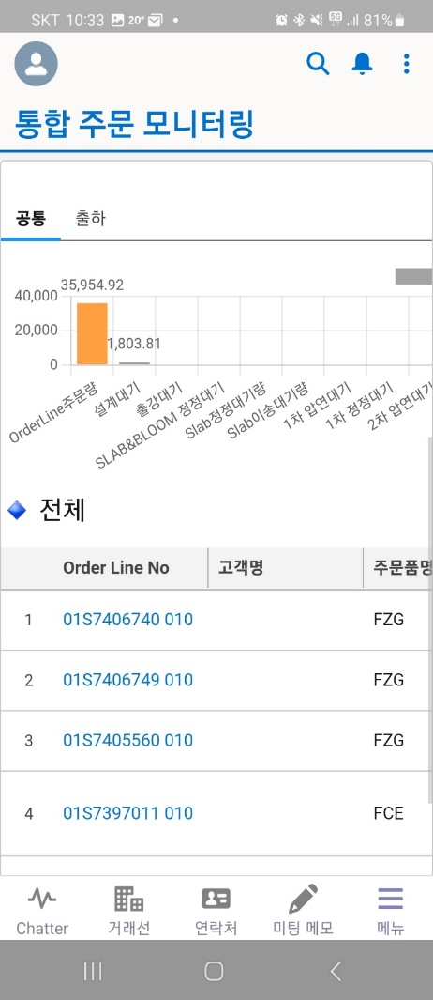 SKT 10:33 20°
5G 81%
통합 주문 모니터링
공통 출하
35,954.92
40,000
1,803.81
20,000
0
OrderLine주문량
설계대기
출강대기
SLAB&BLOOM 정정대기
Slab정정대기량
Slab이송대기량
1차 압연대기
1차 정정대기
2차 압연대기
전체
Order Line No 고객명 주문품명
1 01S7406740 010 FZG
2 01S7406749 010 FZG
3 01S7405560 010 FZG
4 01S7397011 010 FCE
Chatter 거래선 연락처 미팅 메모 메뉴